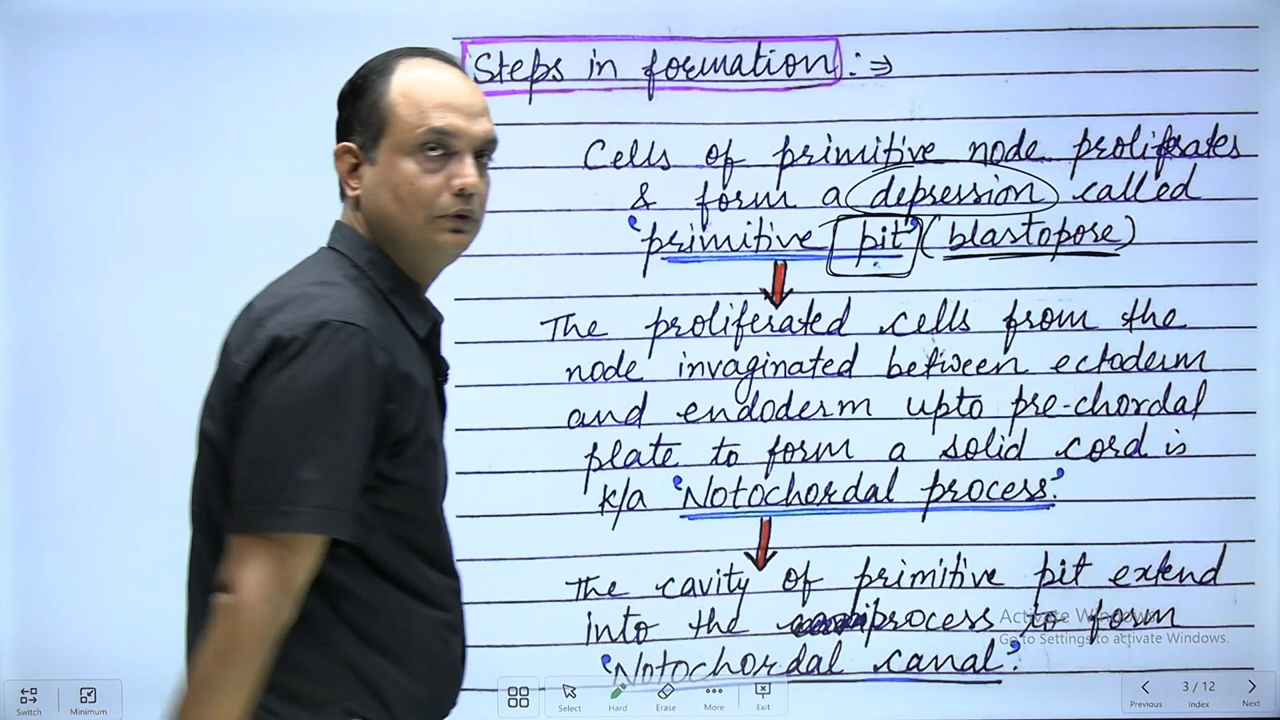 Steps in formation :⇒
Cells of primitive node proliferates
& form a depression called
'primitive pit' (blastopore)
The proliferated cells from the
node invaginated between ectoderm
and endoderm upto pre-chordal
plate to form a solid cord is
k/a 'Notochordal process.'
The cavity of primitive pit extend
into the process to form
'Notochordal canal.'
Activate Windows
Go to Settings to activate Windows.
Switch Minimum Select Hard Erase More Exit Previous 3 / 12 Index Next